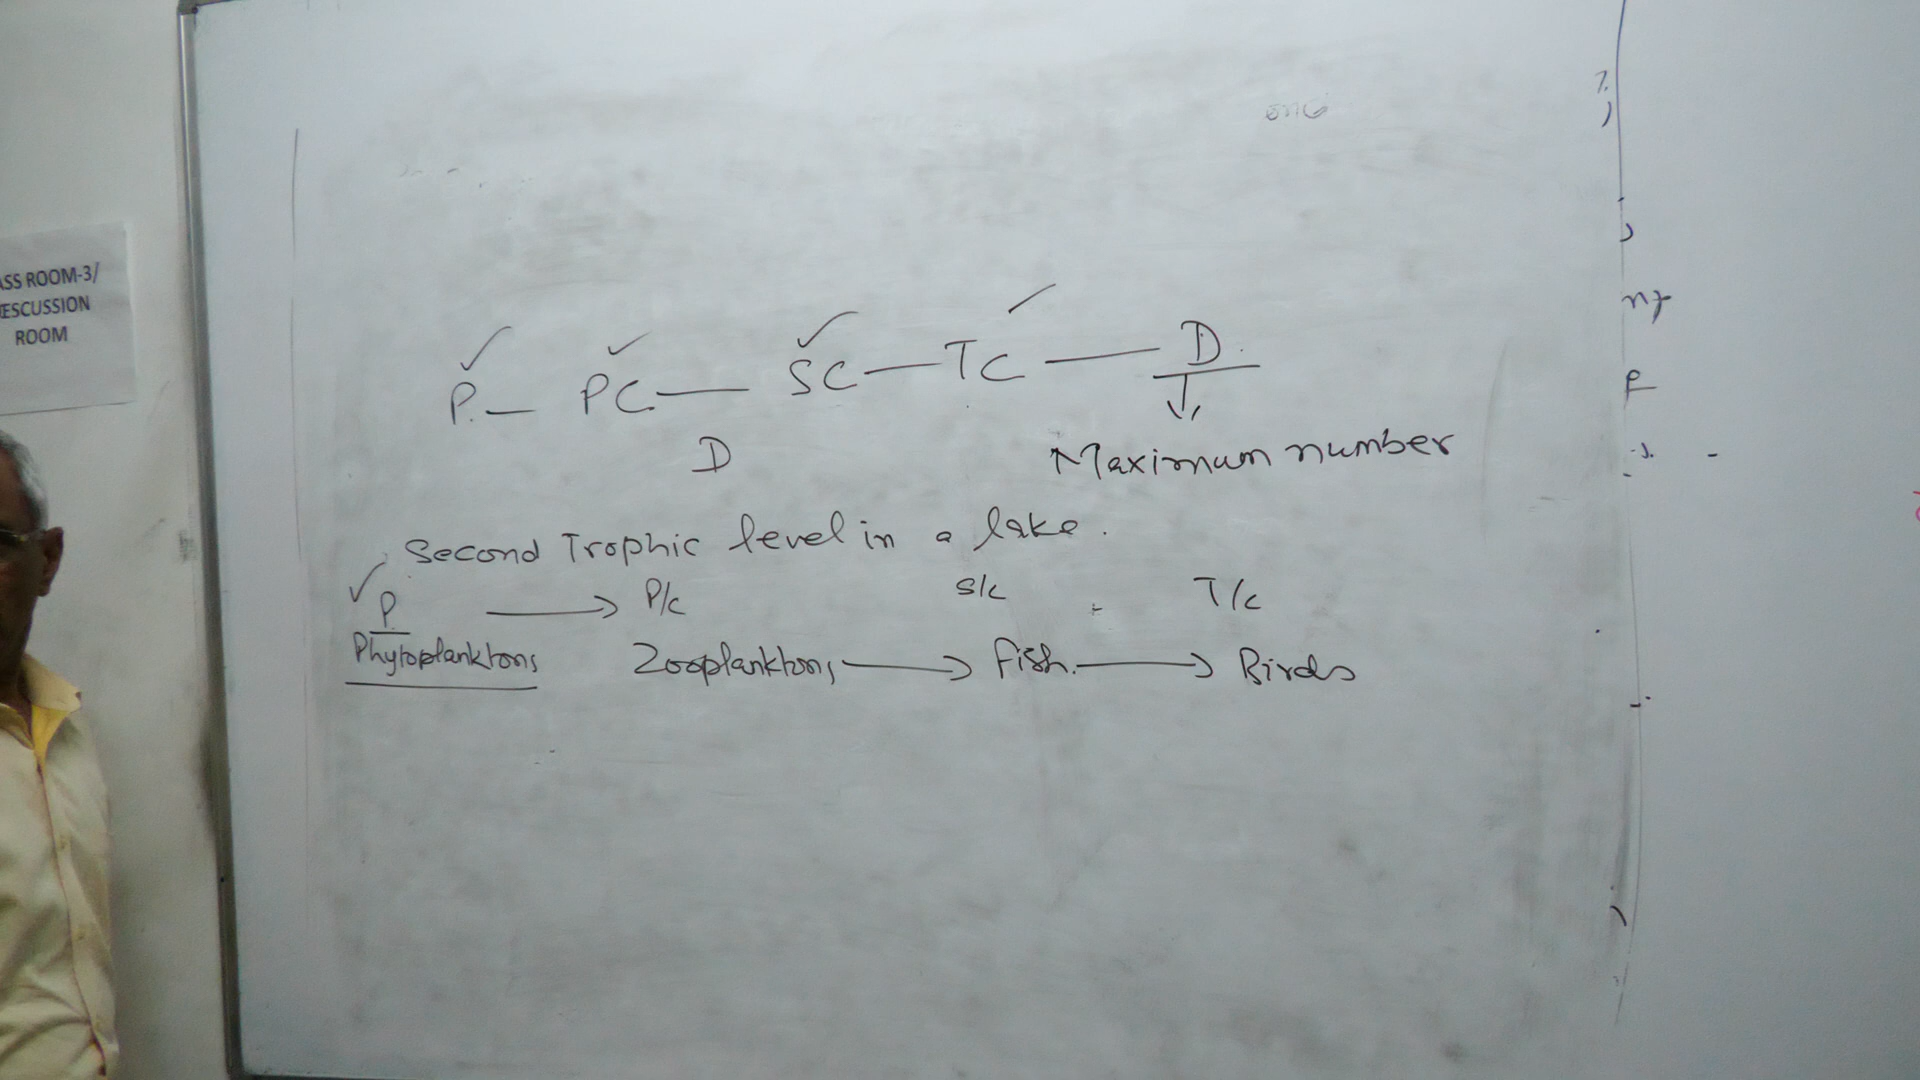 ASS ROOM-3/
ESCUSSION
ROOM
P. — PC — SC — TC — D.
D
Maximum number
Second Trophic level in a lake.
P → P/c S/c T/c
Phytoplanktons Zooplanktons → Fish. → Birds